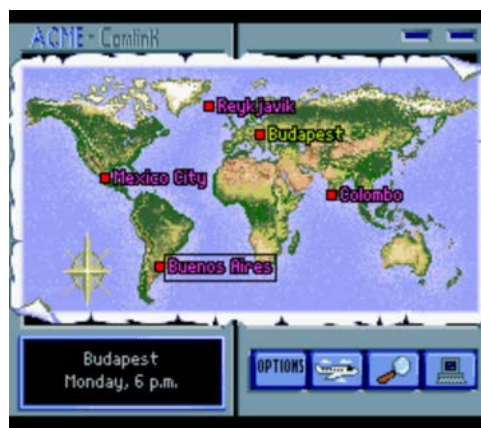 ACME - Comlink
Reykjavik
Budapest
Mexico City
Colombo
Buenos Aires
Budapest
Monday, 6 p.m.
OPTIONS